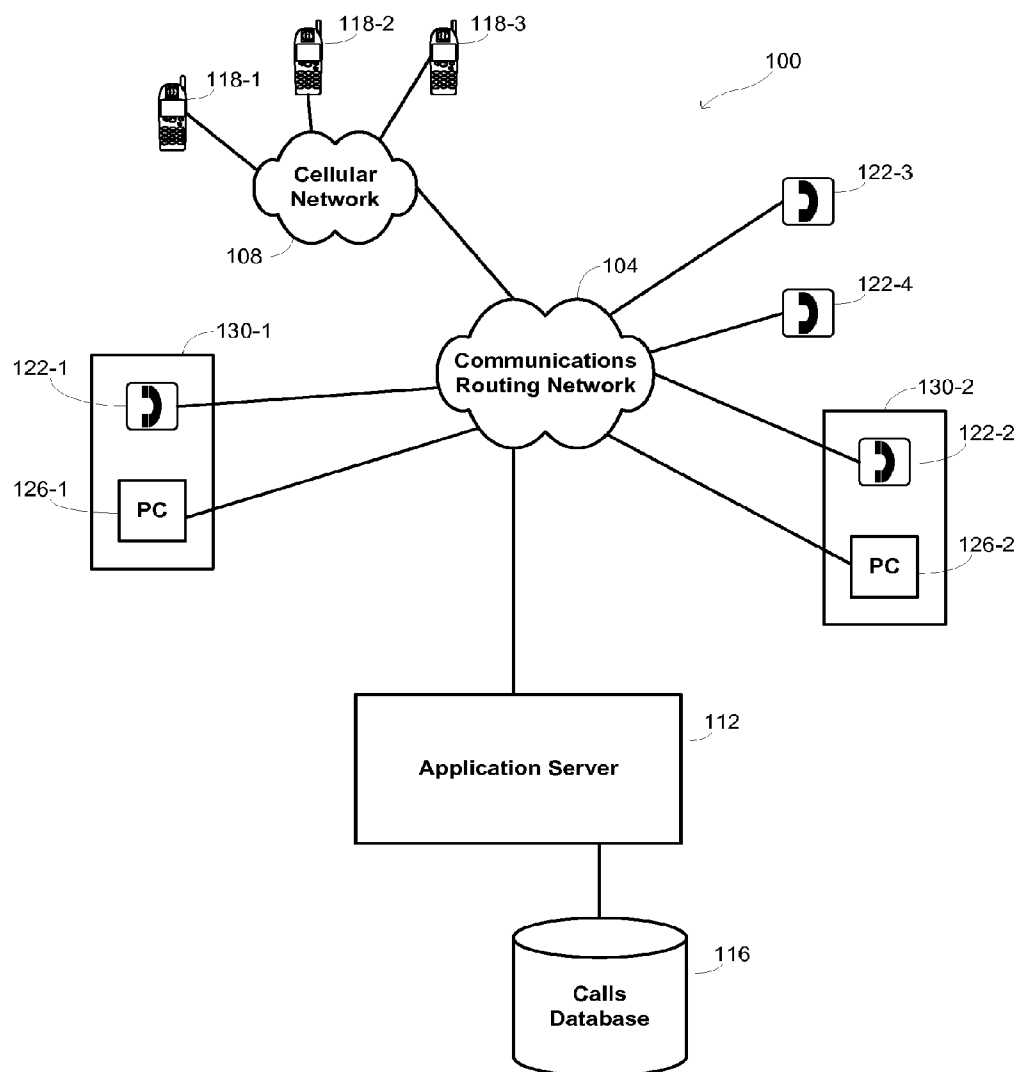 118-2
118-3
118-1
100
Cellular
Network
122-3
108
104
122-4
130-1
122-1
Communications
Routing Network
130-2
122-2
126-1
PC
126-2
PC
112
Application Server
116
Calls
Database